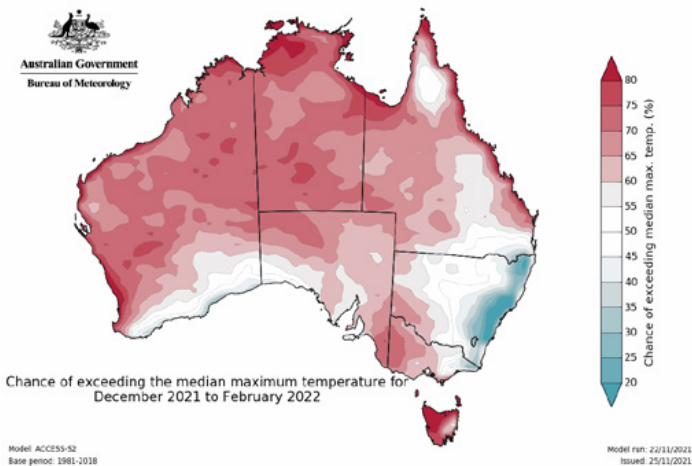 Australian Government
Bureau of Meteorology
80
75
70
65
60
55
50
45
40
35
30
25
20
Chance of exceeding median max. temp. (%)
Chance of exceeding the median maximum temperature for
December 2021 to February 2022
Model: ACCESS-S2
Base period: 1981-2018
Model run: 22/11/2021
Issued: 25/11/2021